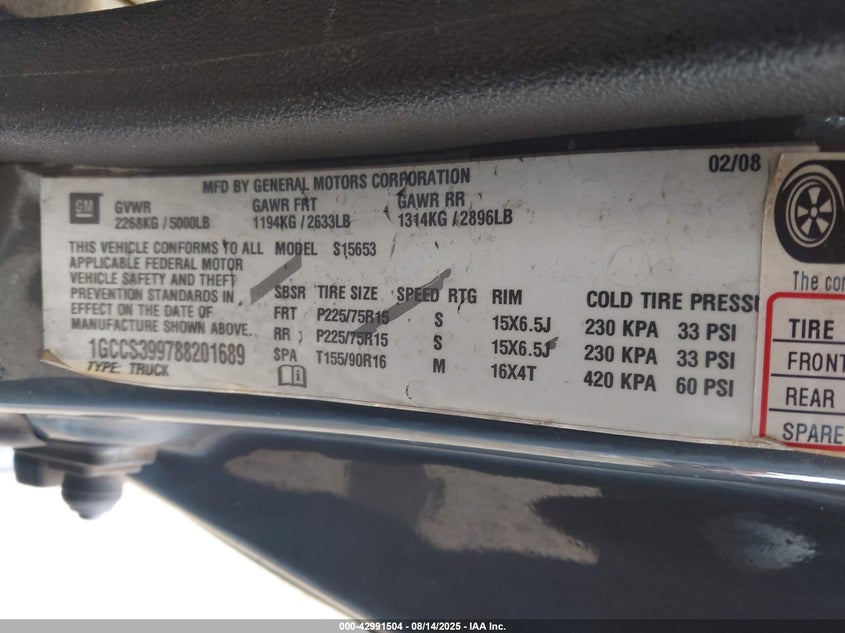 02/08
MFD BY GENERAL MOTORS CORPORATION
GM GVWR GAWR FRT GAWR RR
2268KG / 5000LB 1194KG / 2633LB 1314KG / 2896LB
THIS VEHICLE CONFORMS TO ALL MODEL S15653
APPLICABLE FEDERAL MOTOR
VEHICLE SAFETY AND THEFT
PREVENTION STANDARDS IN
EFFECT ON THE DATE OF
MANUFACTURE SHOWN ABOVE.
1GCCS399788201689
TYPE: TRUCK
SBSR TIRE SIZE SPEED RTG RIM COLD TIRE PRESSU
FRT P225/75R15 S 15X6.5J 230 KPA 33 PSI
RR P225/75R15 S 15X6.5J 230 KPA 33 PSI
SPA T155/90R16 M 16X4T 420 KPA 60 PSI
The com
TIRE
FRONT
REAR
SPARE
000-42991504 - 08/14/2025 - IAA Inc.